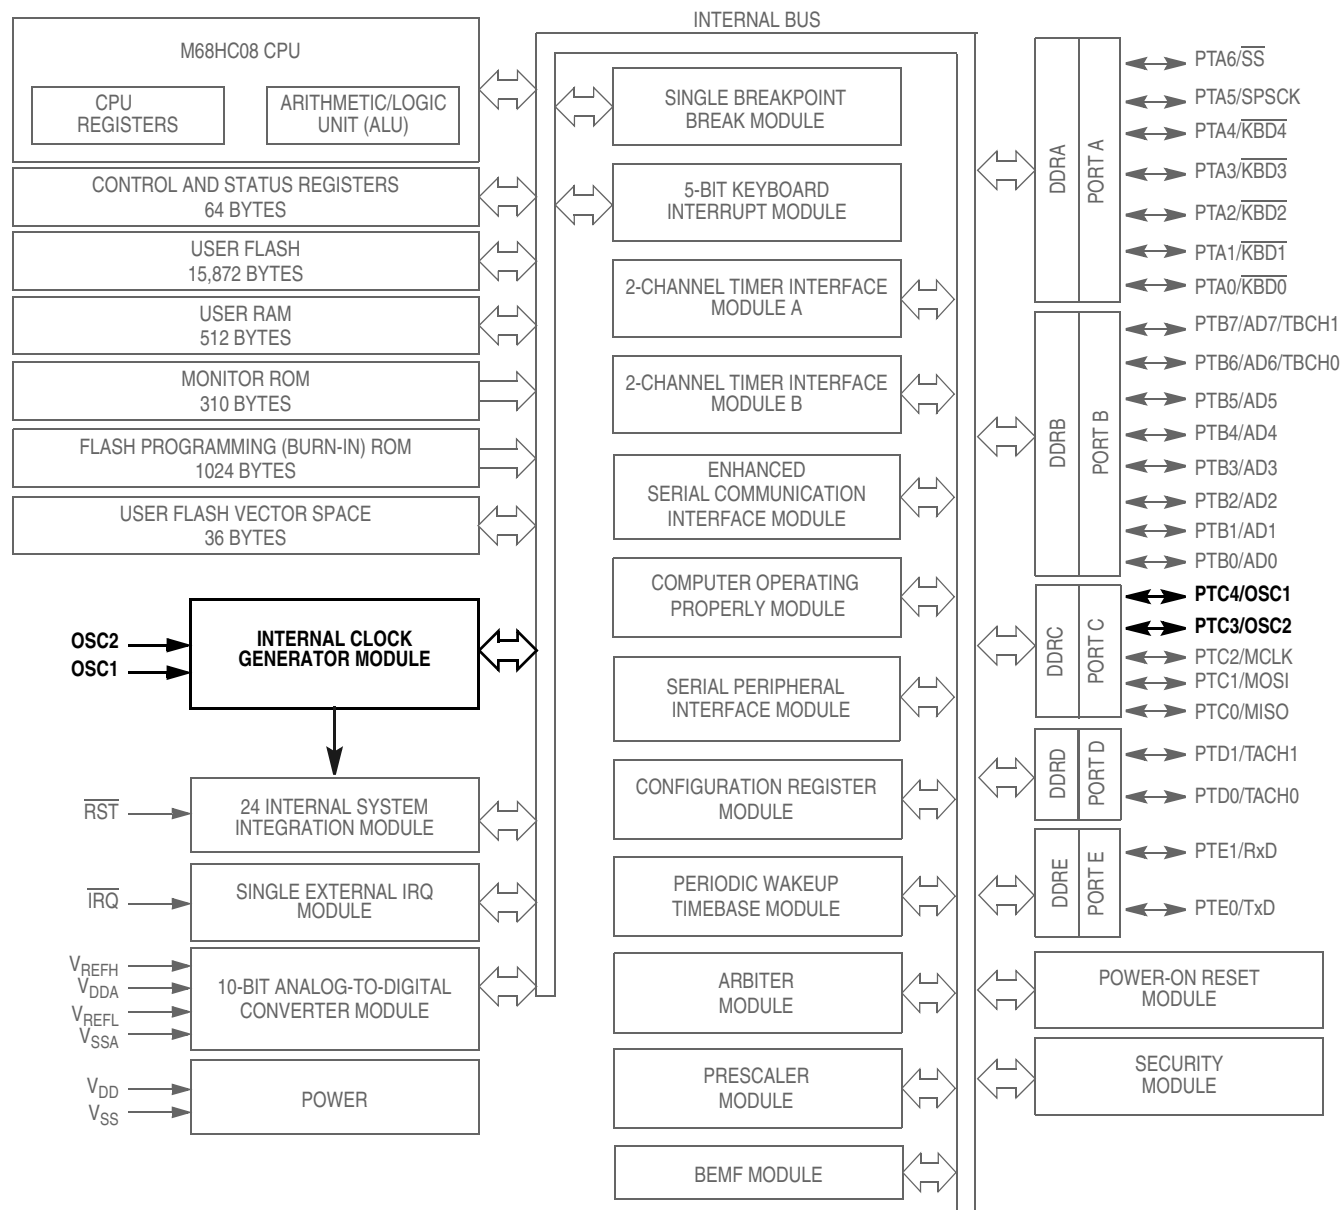 INTERNAL BUS
M68HC08 CPU
CPU
REGISTERS
ARITHMETIC/LOGIC
UNIT (ALU)
CONTROL AND STATUS REGISTERS
64 BYTES
USER FLASH
15,872 BYTES
USER RAM
512 BYTES
MONITOR ROM
310 BYTES
FLASH PROGRAMMING (BURN-IN) ROM
1024 BYTES
USER FLASH VECTOR SPACE
36 BYTES
OSC2
OSC1
INTERNAL CLOCK
GENERATOR MODULE
RST
24 INTERNAL SYSTEM
INTEGRATION MODULE
IRQ
SINGLE EXTERNAL IRQ
MODULE
VREFH
VDDA
VREFL
VSSA
10-BIT ANALOG-TO-DIGITAL
CONVERTER MODULE
VDD
VSS
POWER
SINGLE BREAKPOINT
BREAK MODULE
5-BIT KEYBOARD
INTERRUPT MODULE
2-CHANNEL TIMER INTERFACE
MODULE A
2-CHANNEL TIMER INTERFACE
MODULE B
ENHANCED
SERIAL COMMUNICATION
INTERFACE MODULE
COMPUTER OPERATING
PROPERLY MODULE
SERIAL PERIPHERAL
INTERFACE MODULE
CONFIGURATION REGISTER
MODULE
PERIODIC WAKEUP
TIMEBASE MODULE
ARBITER
MODULE
PRESCALER
MODULE
BEMF MODULE
DDRA
PORT A
PTA6/SS
PTA5/SPSCK
PTA4/KBD4
PTA3/KBD3
PTA2/KBD2
PTA1/KBD1
PTA0/KBD0
DDRB
PORT B
PTB7/AD7/TBCH1
PTB6/AD6/TBCH0
PTB5/AD5
PTB4/AD4
PTB3/AD3
PTB2/AD2
PTB1/AD1
PTB0/AD0
DDRC
PORT C
PTC4/OSC1
PTC3/OSC2
PTC2/MCLK
PTC1/MOSI
PTC0/MISO
DDRD
PORT D
PTD1/TACH1
PTD0/TACH0
DDRE
PORT E
PTE1/RxD
PTE0/TxD
POWER-ON RESET
MODULE
SECURITY
MODULE